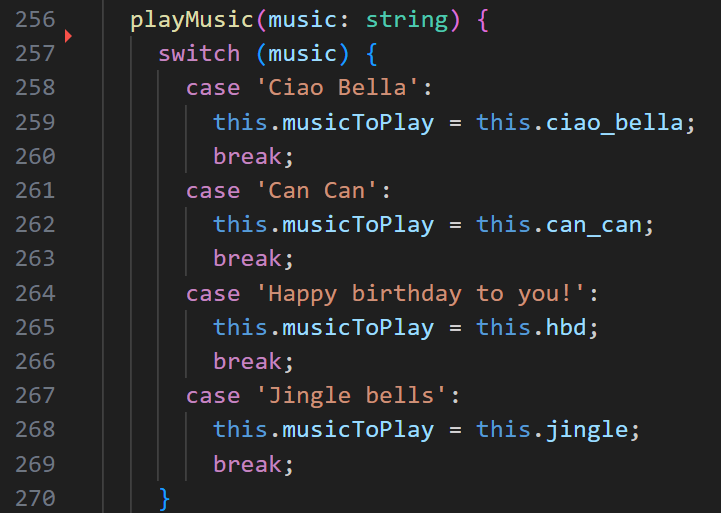 256 playMusic(music: string) {
257 switch (music) {
258 case 'Ciao Bella':
259 this.musicToPlay = this.ciao_bella;
260 break;
261 case 'Can Can':
262 this.musicToPlay = this.can_can;
263 break;
264 case 'Happy birthday to you!':
265 this.musicToPlay = this.hbd;
266 break;
267 case 'Jingle bells':
268 this.musicToPlay = this.jingle;
269 break;
270 }